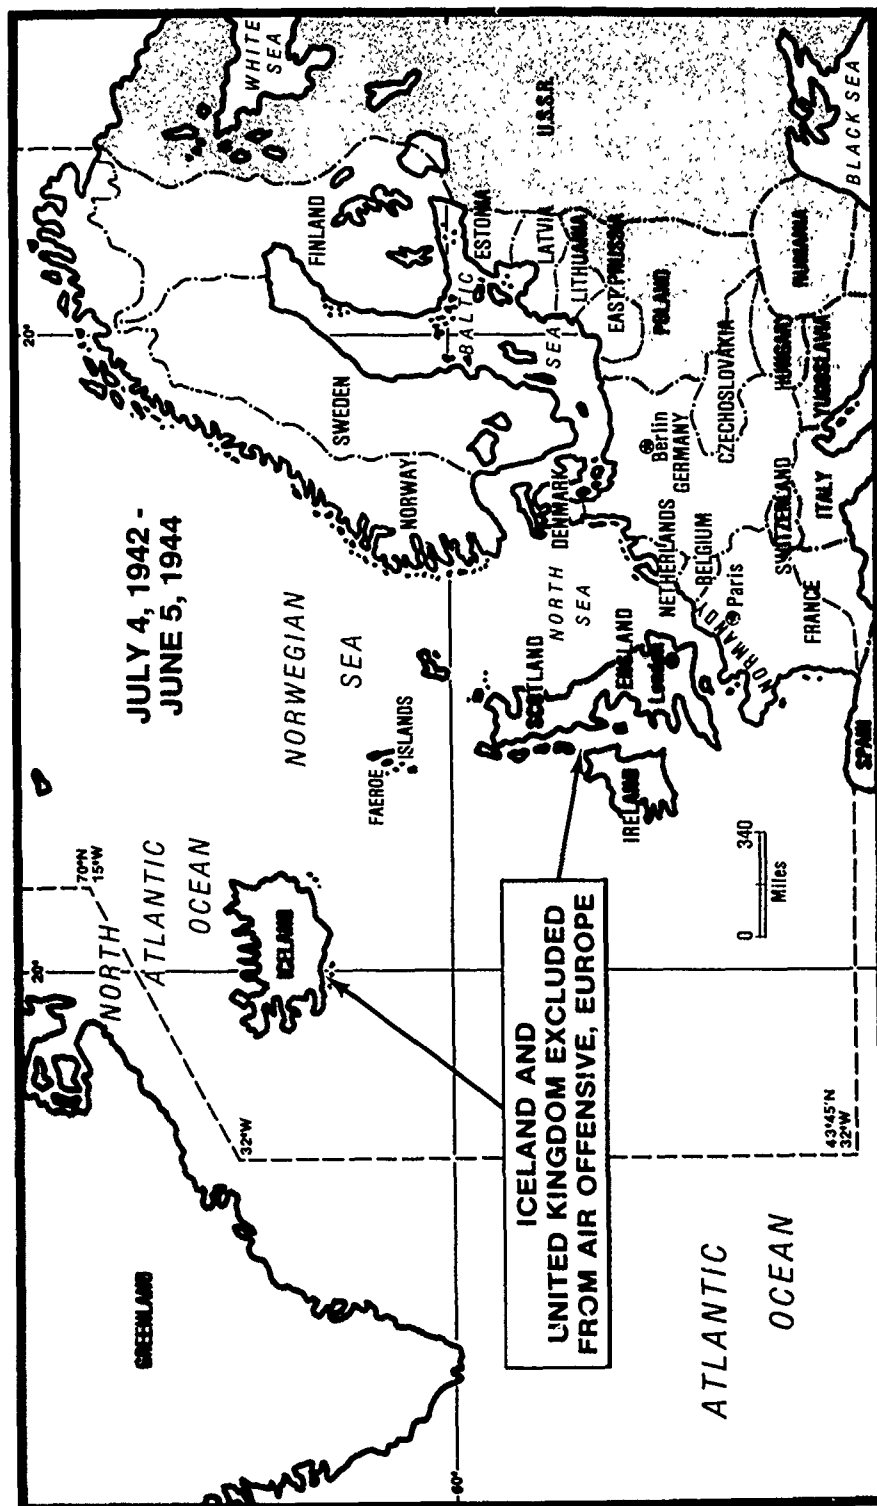 JULY 4, 1942 -
JUNE 5, 1944
WHITE
SEA
20°
20°
70°N
15°W
NORTH
ATLANTIC
OCEAN
GREENLAND
ICELAND
32°W
NORWEGIAN
SEA
FAEROE
ISLANDS
NORWAY
SWEDEN
FINLAND
60°
BALTIC
SEA
ESTONIA
LATVIA
LITHUANIA
EAST PRUSSIA
U.S.S.R.
NORTH
SEA
DENMARK
SCOTLAND
ENGLAND
London
IRELAND
ICELAND AND
UNITED KINGDOM EXCLUDED
FROM AIR OFFENSIVE, EUROPE
NETHERLANDS
BELGIUM
Berlin
GERMANY
POLAND
CZECHOSLOVAKIA
NORMANDY
Paris
FRANCE
SWITZERLAND
ITALY
HUNGARY
YUGOSLAVIA
RUMANIA
BLACK SEA
SPAIN
0 340
Miles
43°45'N
32°W
ATLANTIC
OCEAN